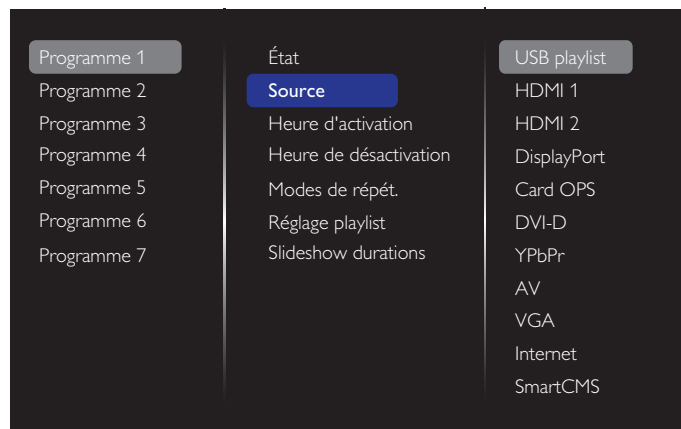 Programme 1
Programme 2
Programme 3
Programme 4
Programme 5
Programme 6
Programme 7
État
Source
Heure d'activation
Heure de désactivation
Modes de répét.
Réglage playlist
Slideshow durations
USB playlist
HDMI 1
HDMI 2
DisplayPort
Card OPS
DVI-D
YPbPr
AV
VGA
Internet
SmartCMS